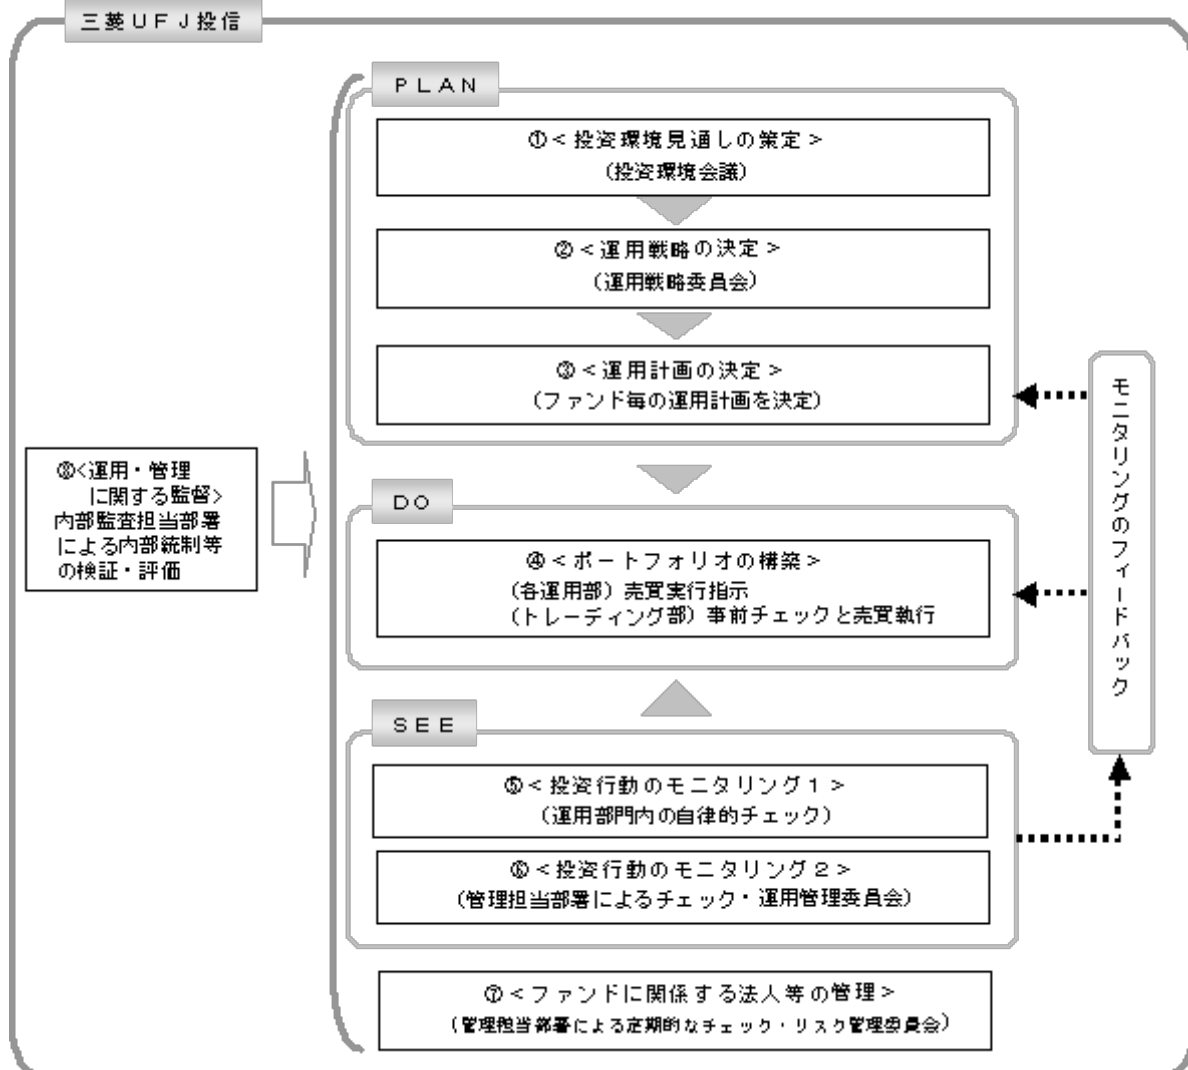 三菱ＵＦＪ投信
ＰＬＡＮ
①＜投資環境見通しの策定＞
（投資環境会議）
②＜運用戦略の決定＞
（運用戦略委員会）
③＜運用計画の決定＞
（ファンド毎の運用計画を決定）
⑧<運用・管理
に関する監督>
内部監査担当部署
による内部統制等
の検証・評価
ＤＯ
④＜ポートフォリオの構築＞
（各運用部）売買実行指示
（トレーディング部）事前チェックと売買執行
モニタリングのフィードバック
ＳＥＥ
⑤＜投資行動のモニタリング１＞
（運用部門内の自律的チェック）
⑥＜投資行動のモニタリング２＞
（管理担当部署によるチェック・運用管理委員会）
⑦＜ファンドに関係する法人等の管理＞
（管理担当部署による定期的なチェック・リスク管理委員会）